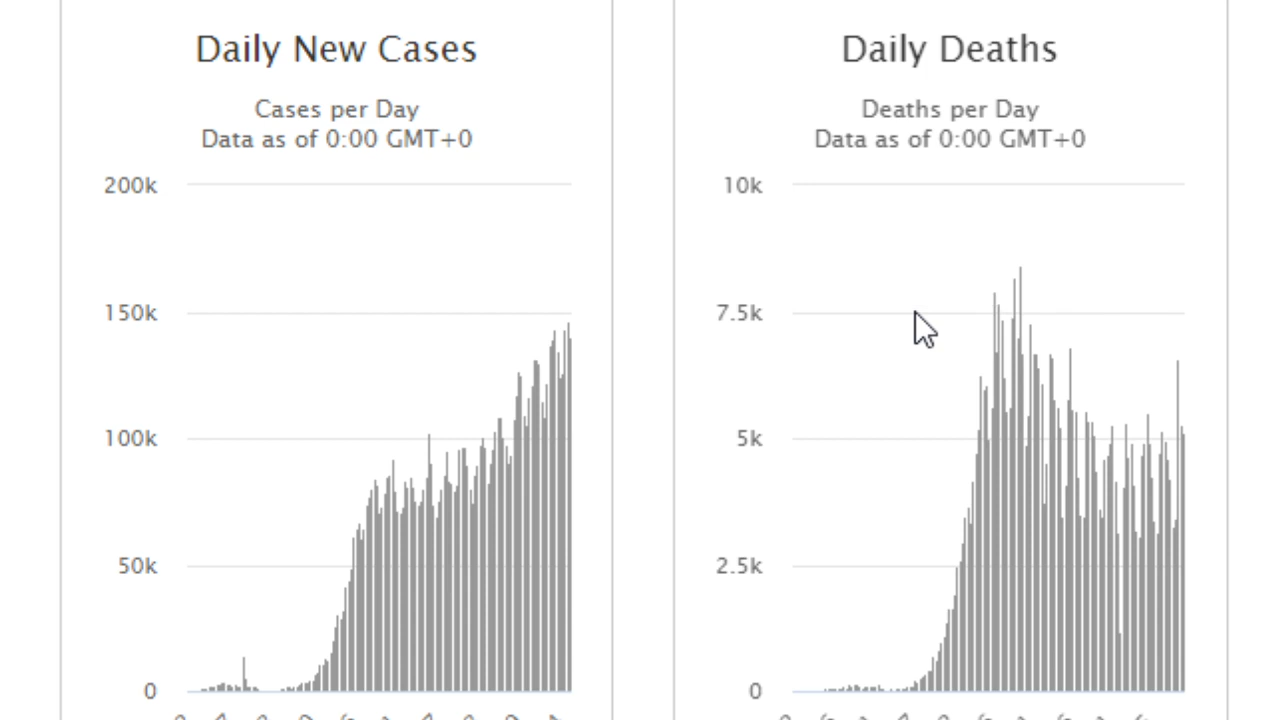 Daily New Cases
Cases per Day
Data as of 0:00 GMT+0
200k
150k
100k
50k
0
Daily Deaths
Deaths per Day
Data as of 0:00 GMT+0
10k
7.5k
5k
2.5k
0